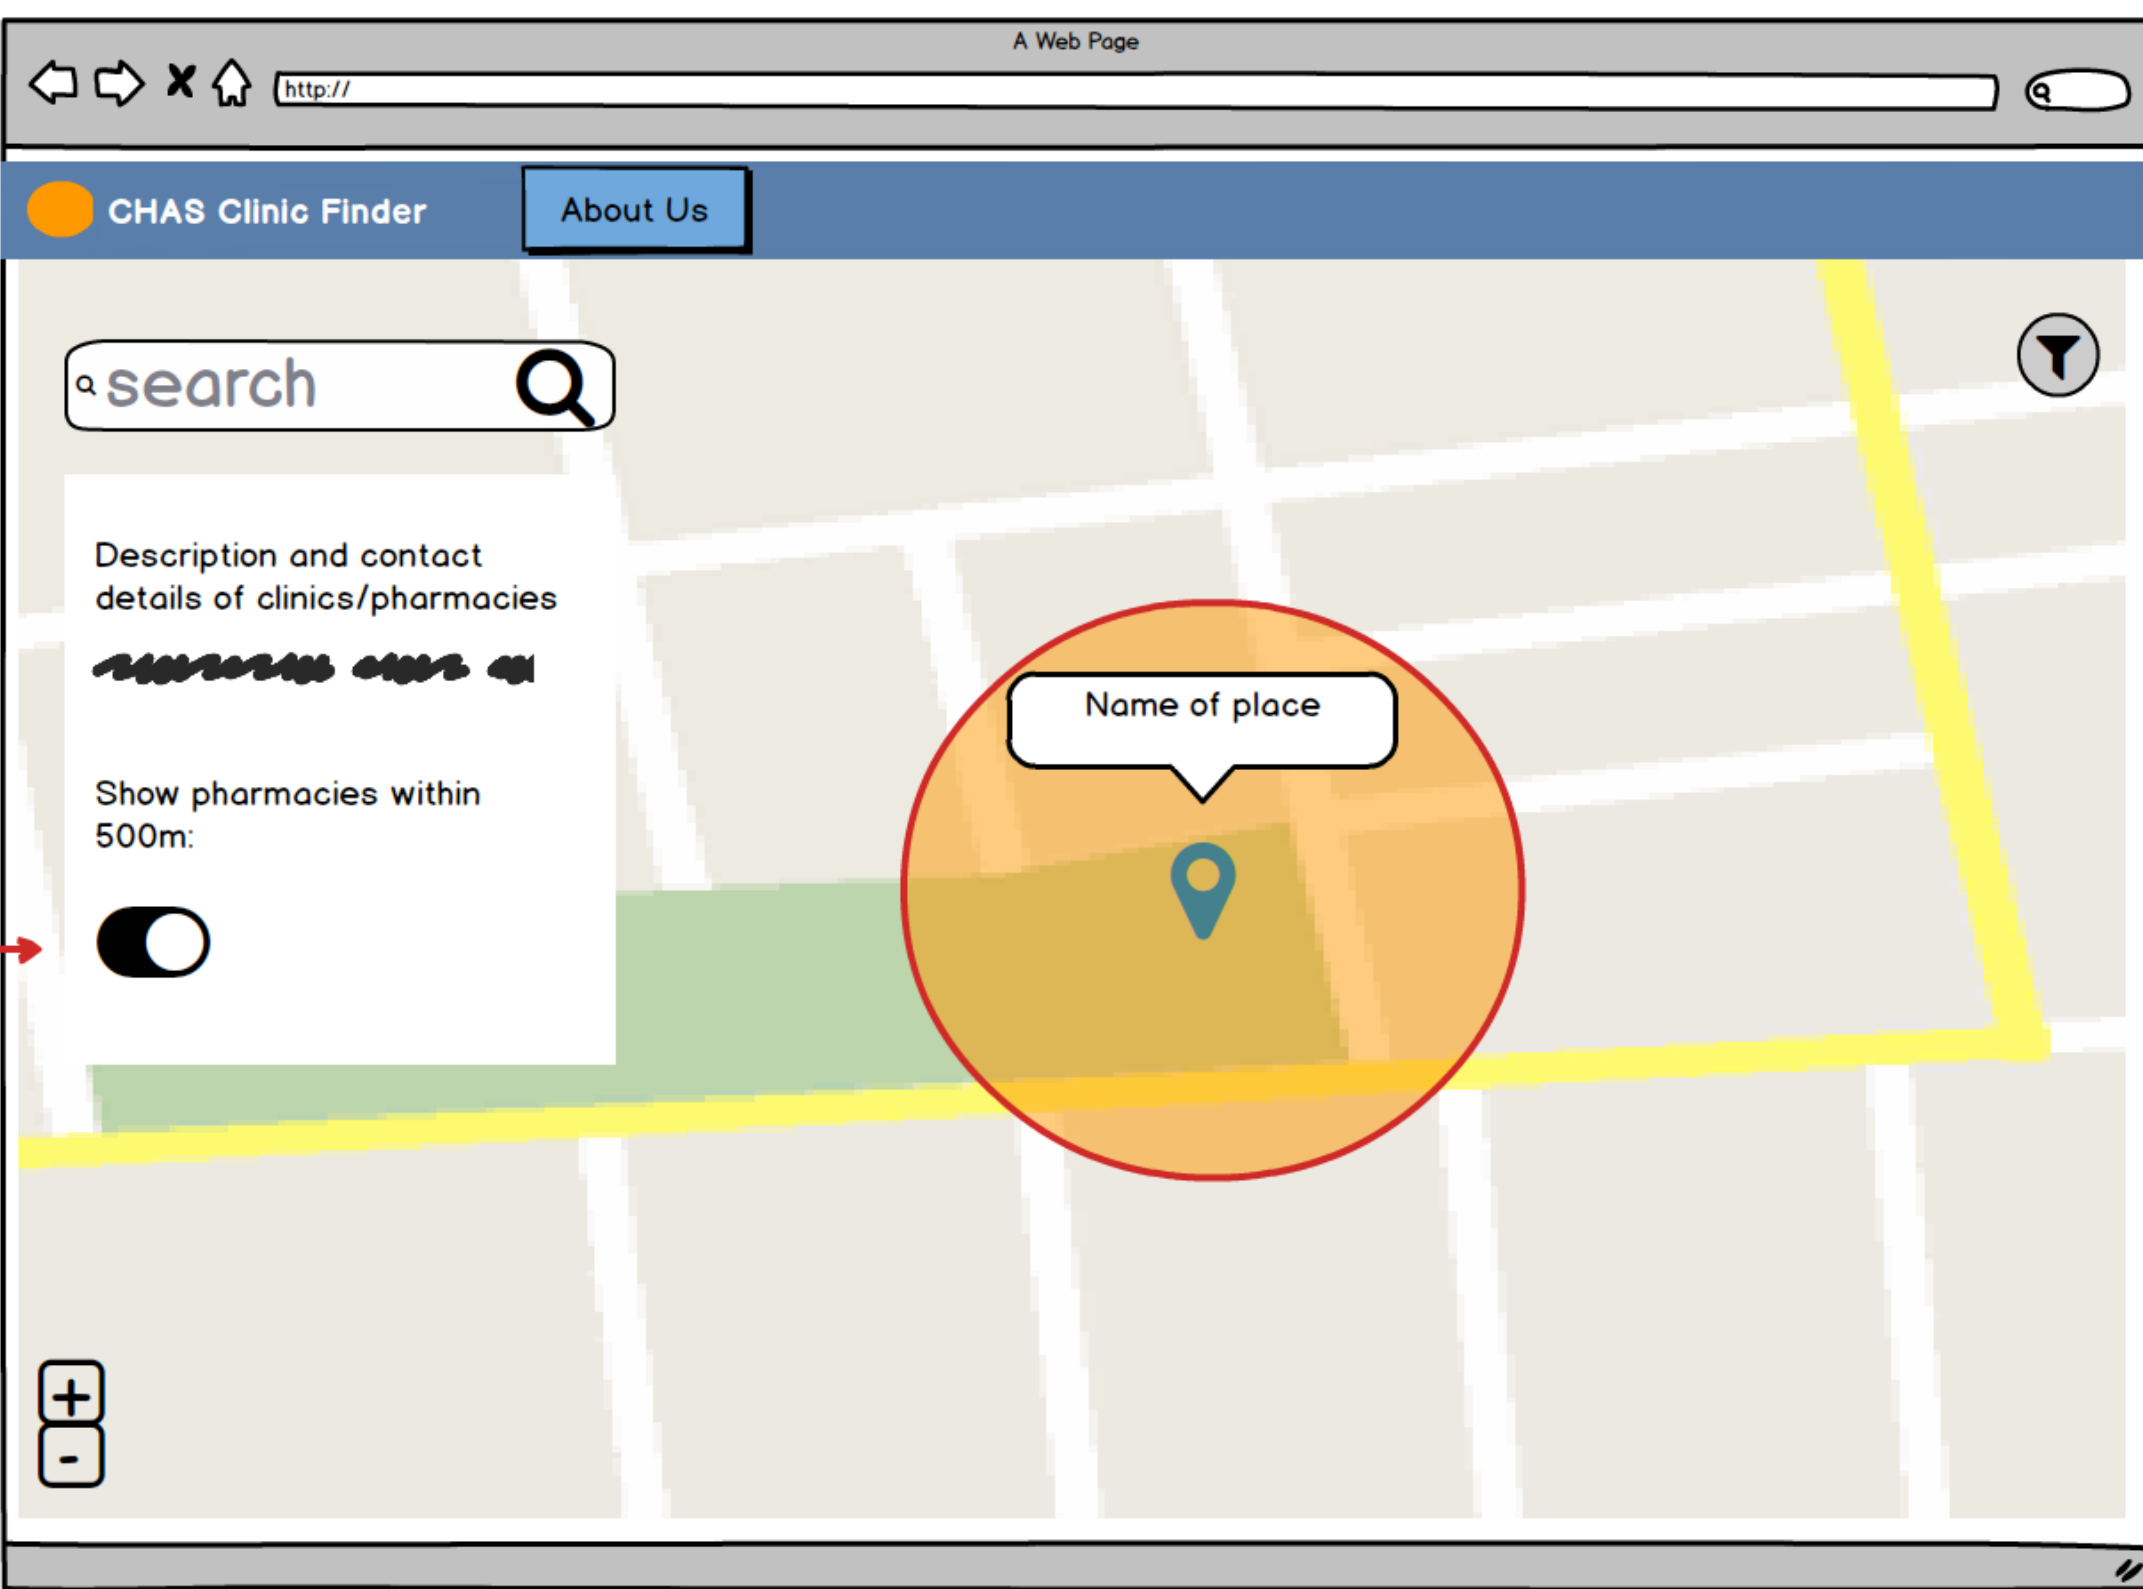 A Web Page
http://
CHAS Clinic Finder
About Us
search
Description and contact
details of clinics/pharmacies
Name of place
Show pharmacies within
500m:
+
-